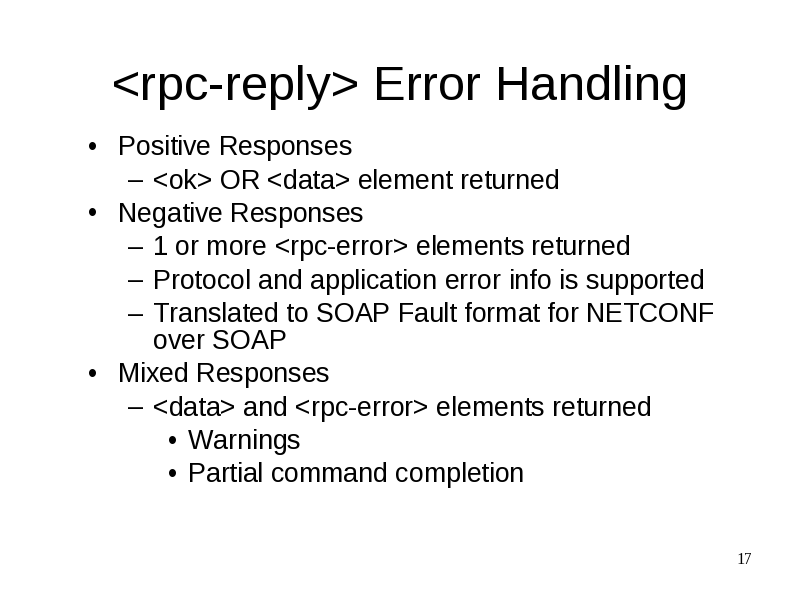 <rpc-reply> Error Handling
• Positive Responses
– <ok> OR <data> element returned
• Negative Responses
– 1 or more <rpc-error> elements returned
– Protocol and application error info is supported
– Translated to SOAP Fault format for NETCONF
over SOAP
• Mixed Responses
– <data> and <rpc-error> elements returned
• Warnings
• Partial command completion
17